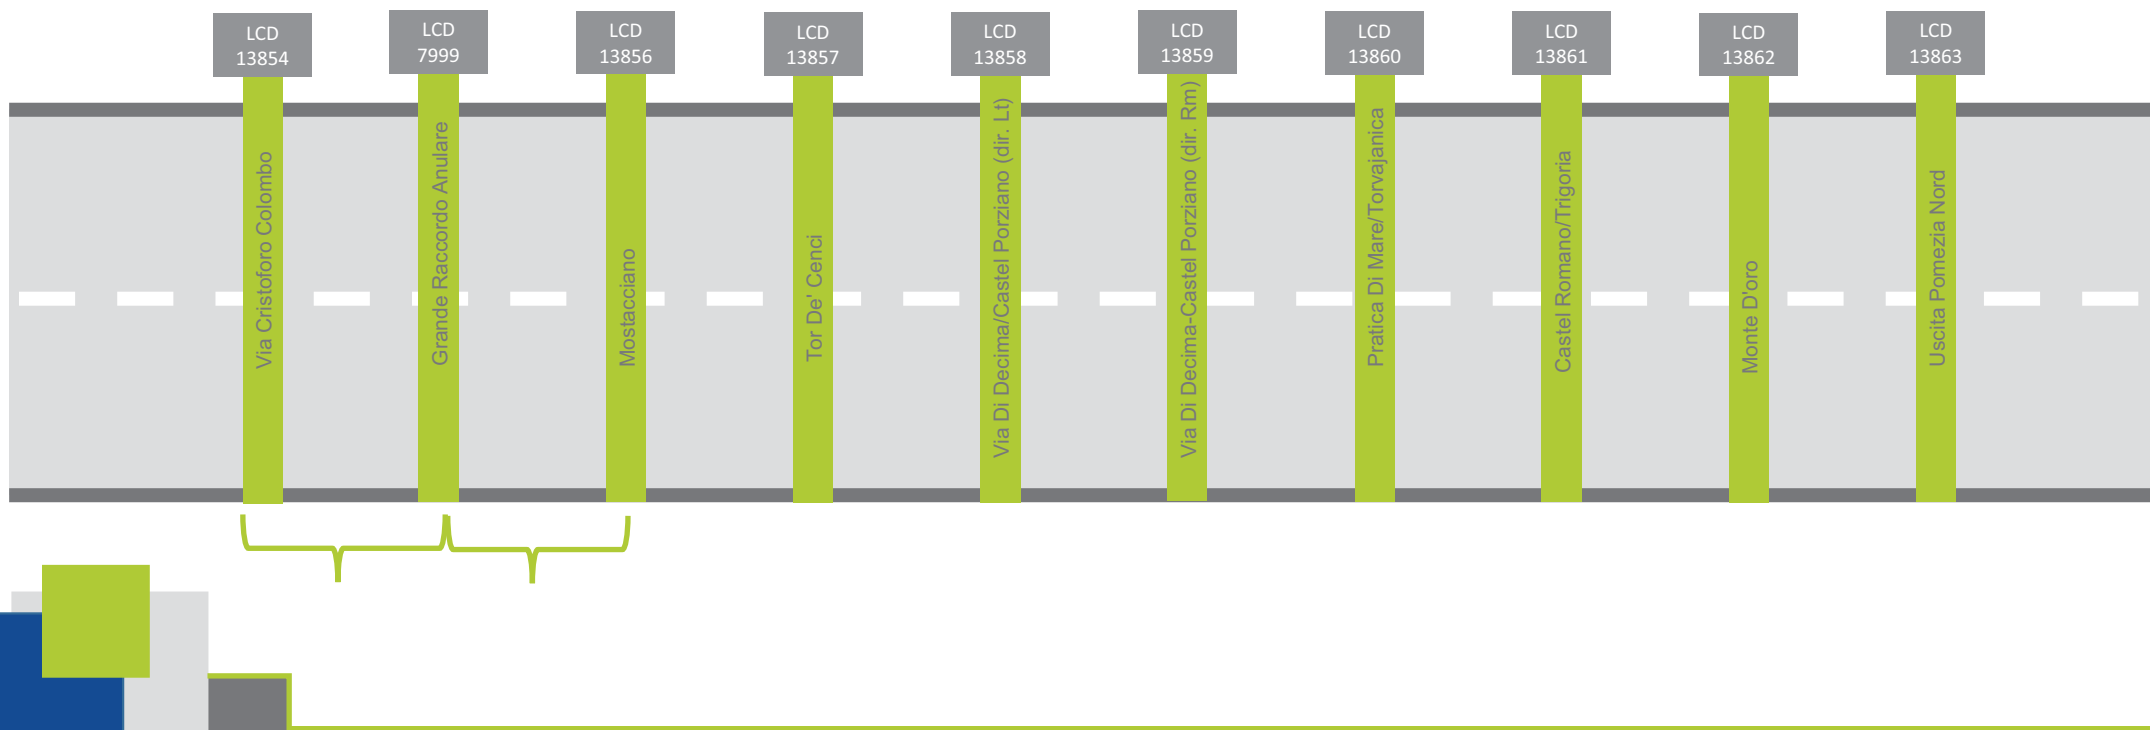 LCD
13854
LCD
7999
LCD
13856
LCD
13857
LCD
13858
LCD
13859
LCD
13860
LCD
13861
LCD
13862
LCD
13863
Via Cristoforo Colombo
Grande Raccordo Anulare
Mostacciano
Tor De' Cenci
Via Di Decima/Castel Porziano (dir. Lt)
Via Di Decima-Castel Porziano (dir. Rm)
Pratica Di Mare/Torvajanica
Castel Romano/Trigoria
Monte D'oro
Uscita Pomezia Nord